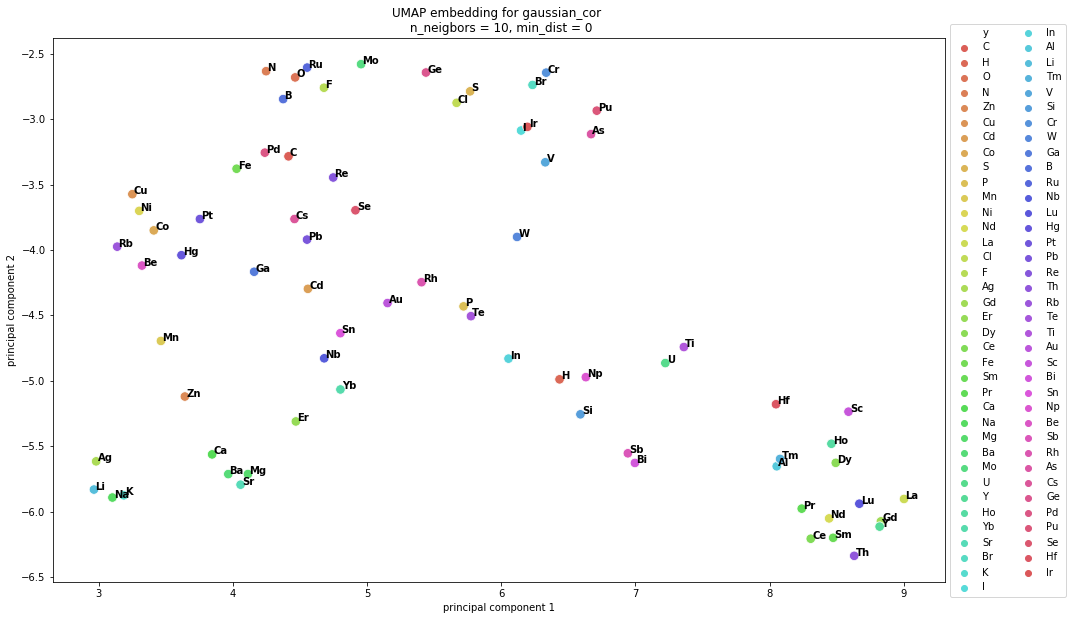 UMAP embedding for gaussian_cor
n_neigbors = 10, min_dist = 0
principal component 2
−2.5
−3.0
−3.5
−4.0
−4.5
−5.0
−5.5
−6.0
−6.5
N
O
Ru
F
B
Mo
Ge
S
Cl
Cr
Br
Ir
I
Pu
As
V
Pd
C
Fe
Re
Cu
Ni
Co
Pt
Cs
Se
Rb
Hg
Pb
W
Be
Ga
Cd
Au
Rh
P
Te
Mn
Sn
Nb
In
Ti
U
Yb
Zn
H
Np
Si
Hf
Sc
Er
Ca
Ag
Ba
Mg
Sr
Li
Na
K
Sb
Bi
Tm
Al
Ho
Dy
Pr
Nd
Lu
La
Gd
Y
Ce
Sm
Th
3
4
5
6
7
8
9
principal component 1
y
C
H
O
N
Zn
Cu
Cd
Co
S
P
Mn
Ni
Nd
La
Cl
F
Ag
Gd
Er
Dy
Ce
Fe
Sm
Pr
Ca
Na
Mg
Ba
Mo
U
Y
Ho
Yb
Sr
Br
K
I
In
Al
Li
Tm
V
Si
Cr
W
Ga
B
Ru
Nb
Lu
Hg
Pt
Pb
Re
Th
Rb
Te
Ti
Au
Sc
Bi
Sn
Np
Be
Sb
Rh
As
Cs
Ge
Pd
Pu
Se
Hf
Ir